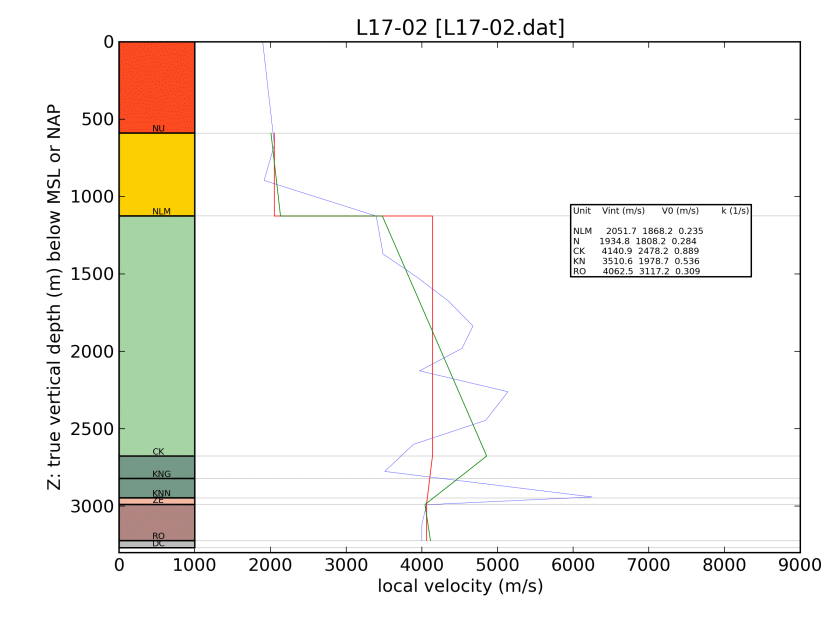 L17-02 [L17-02.dat]
Z: true vertical depth (m) below MSL or NAP
0
500
1000
1500
2000
2500
3000
NU
NLM
CK
KNG
KNN
ZE
RO
DC
Unit Vint (m/s) V0 (m/s) k (1/s)
NLM 2051.7 1868.2 0.235
N 1934.8 1808.2 0.284
CK 4140.9 2478.2 0.889
KN 3510.6 1978.7 0.536
RO 4062.5 3117.2 0.309
0 1000 2000 3000 4000 5000 6000 7000 8000 9000
local velocity (m/s)